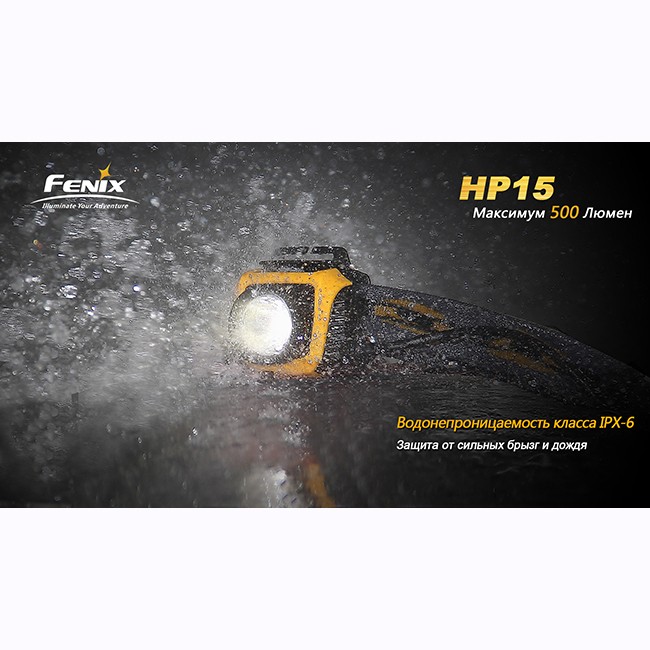 FENIX
Illuminate Your Adventure
HP15
Максимум 500 Люмен
Водонепроницаемость класса IPX-6
Защита от сильных брызг и дождя